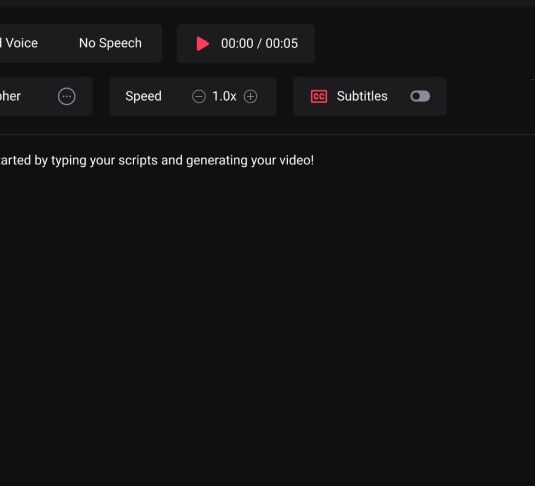 d Voice No Speech 00:00 / 00:05
pher Speed 1.0x CC Subtitles
tarted by typing your scripts and generating your video!